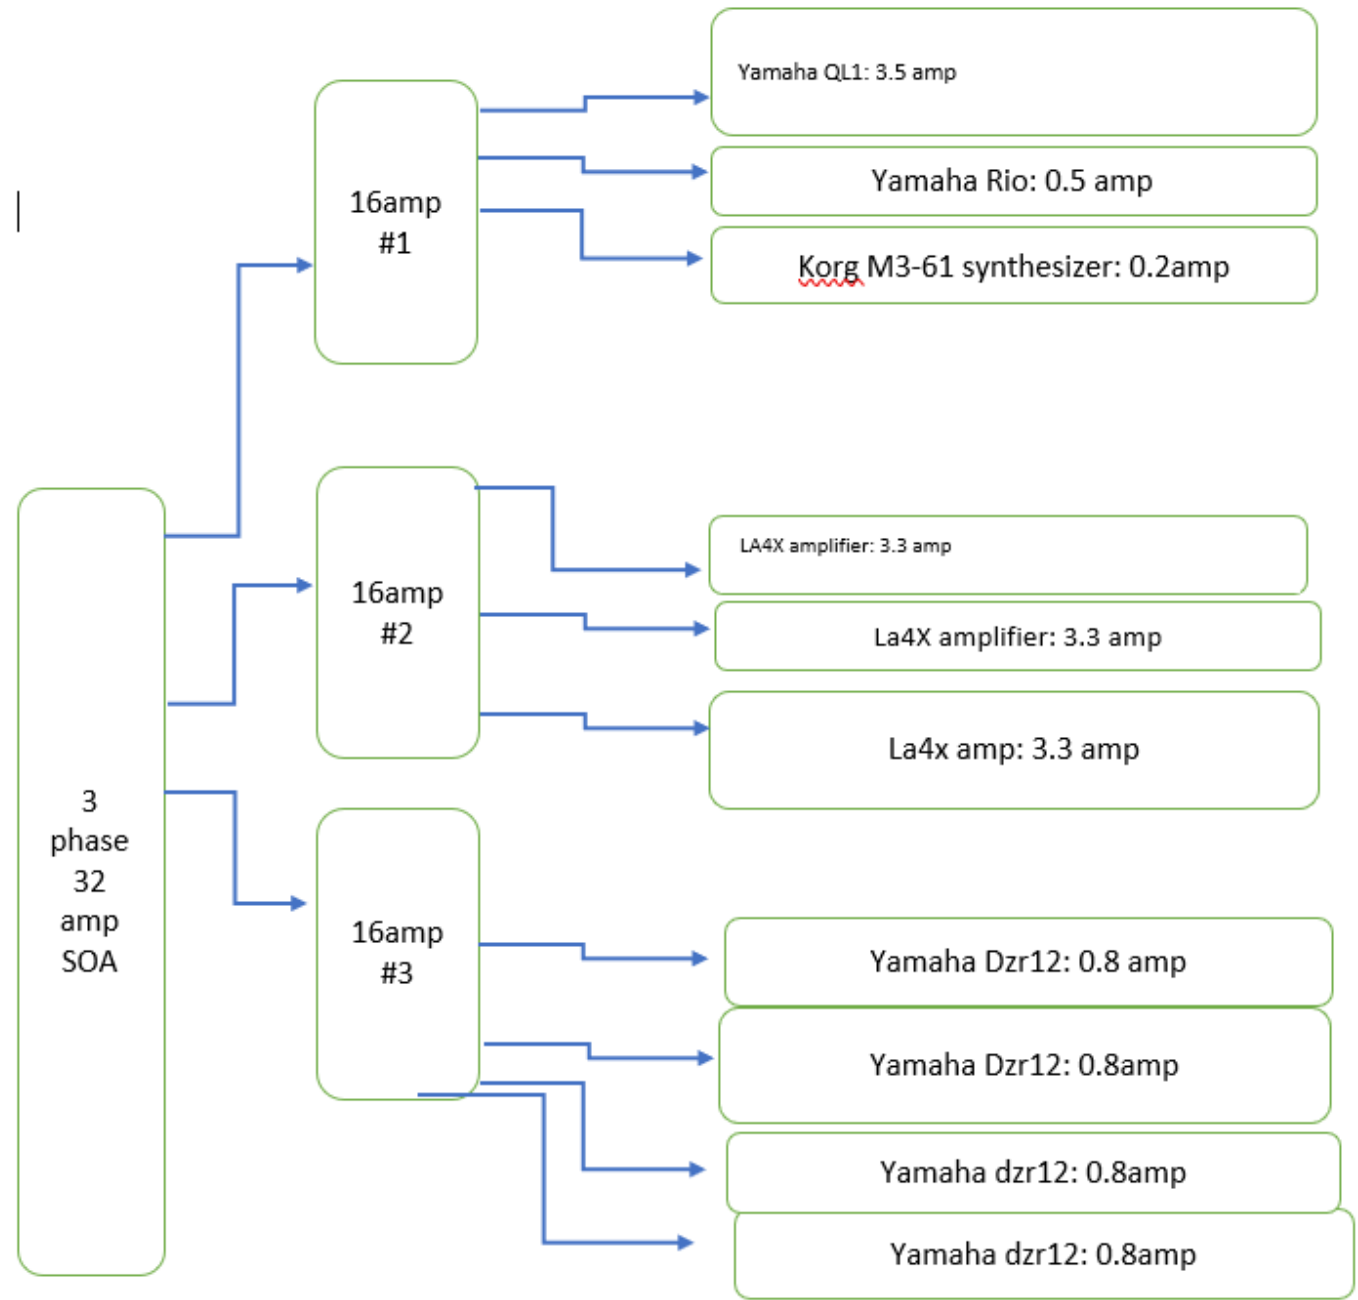 Yamaha QL1: 3.5 amp
Yamaha Rio: 0.5 amp
16amp
#1
Korg M3-61 synthesizer: 0.2amp
16amp
#2
LA4X amplifier: 3.3 amp
La4X amplifier: 3.3 amp
La4x amp: 3.3 amp
3
phase
32
amp
SOA
16amp
#3
Yamaha Dzr12: 0.8 amp
Yamaha Dzr12: 0.8amp
Yamaha dzr12: 0.8amp
Yamaha dzr12: 0.8amp